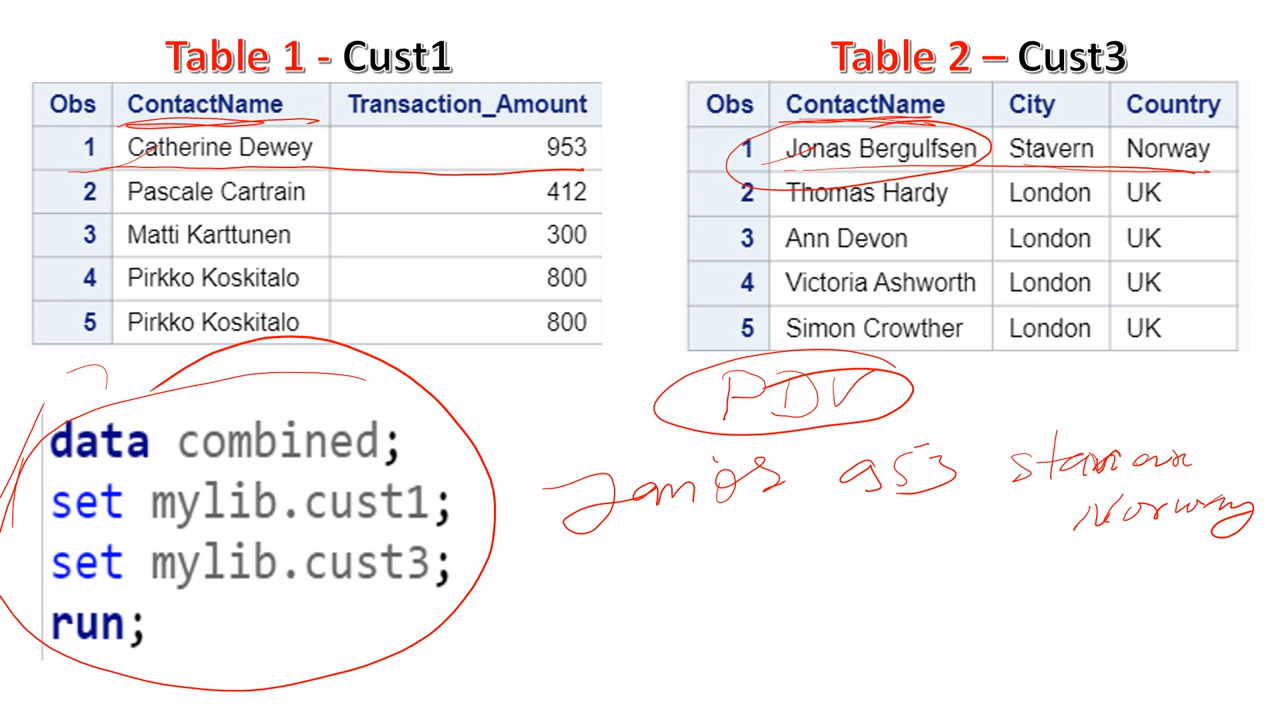 Table 1 - Cust1
Obs ContactName Transaction_Amount
1 Catherine Dewey 953
2 Pascale Cartrain 412
3 Matti Karttunen 300
4 Pirkko Koskitalo 800
5 Pirkko Koskitalo 800
Table 2 – Cust3
Obs ContactName City Country
1 Jonas Bergulfsen Stavern Norway
2 Thomas Hardy London UK
3 Ann Devon London UK
4 Victoria Ashworth London UK
5 Simon Crowther London UK
data combined;
set mylib.cust1;
set mylib.cust3;
run;
PDV
953
Norway